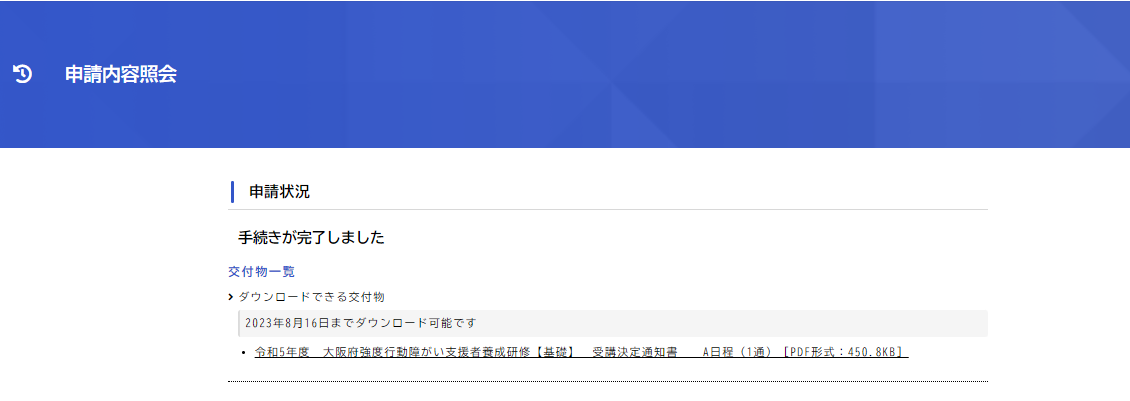 申請内容照会
申請状況
手続きが完了しました
交付物一覧
ダウンロードできる交付物
2023年8月16日までダウンロード可能です
令和5年度　大阪府強度行動障がい支援者養成研修【基礎】　受講決定通知書　　A日程（1通）［PDF形式：450.8KB］